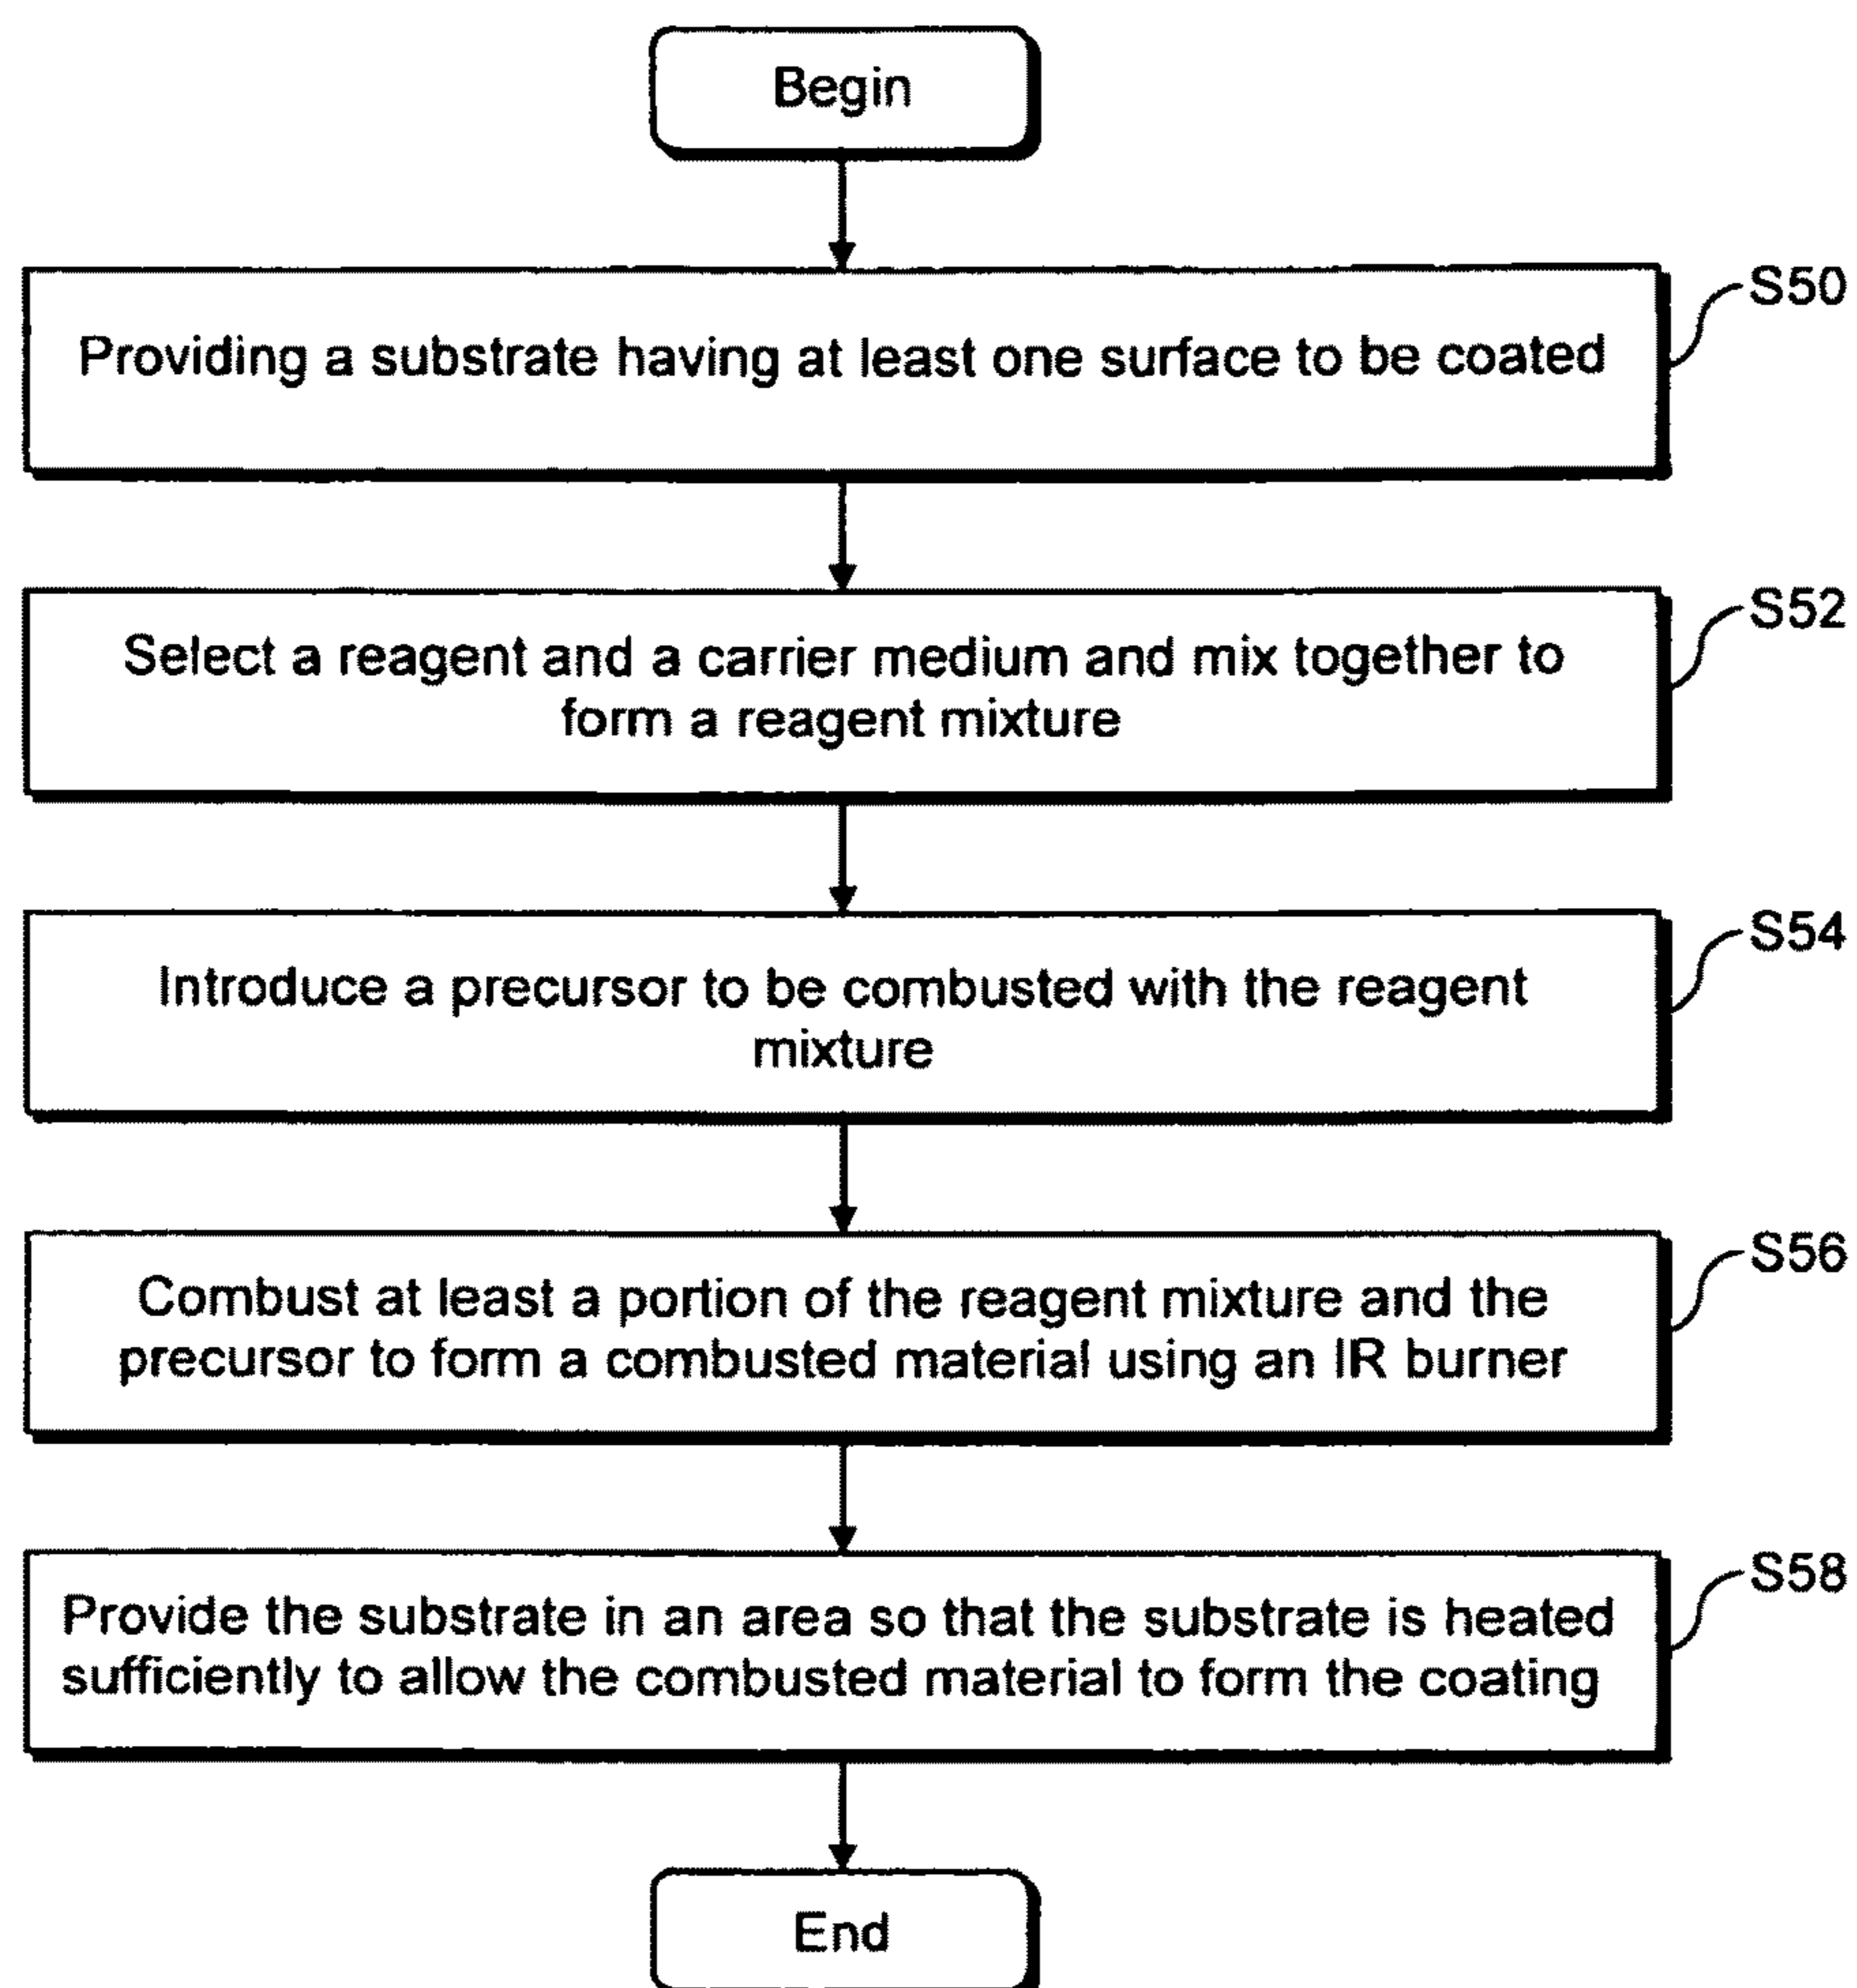 Begin
Providing a substrate having at least one surface to be coated
S50
Select a reagent and a carrier medium and mix together to
form a reagent mixture
S52
Introduce a precursor to be combusted with the reagent
mixture
S54
Combust at least a portion of the reagent mixture and the
precursor to form a combusted material using an IR burner
S56
Provide the substrate in an area so that the substrate is heated
sufficiently to allow the combusted material to form the coating
S58
End